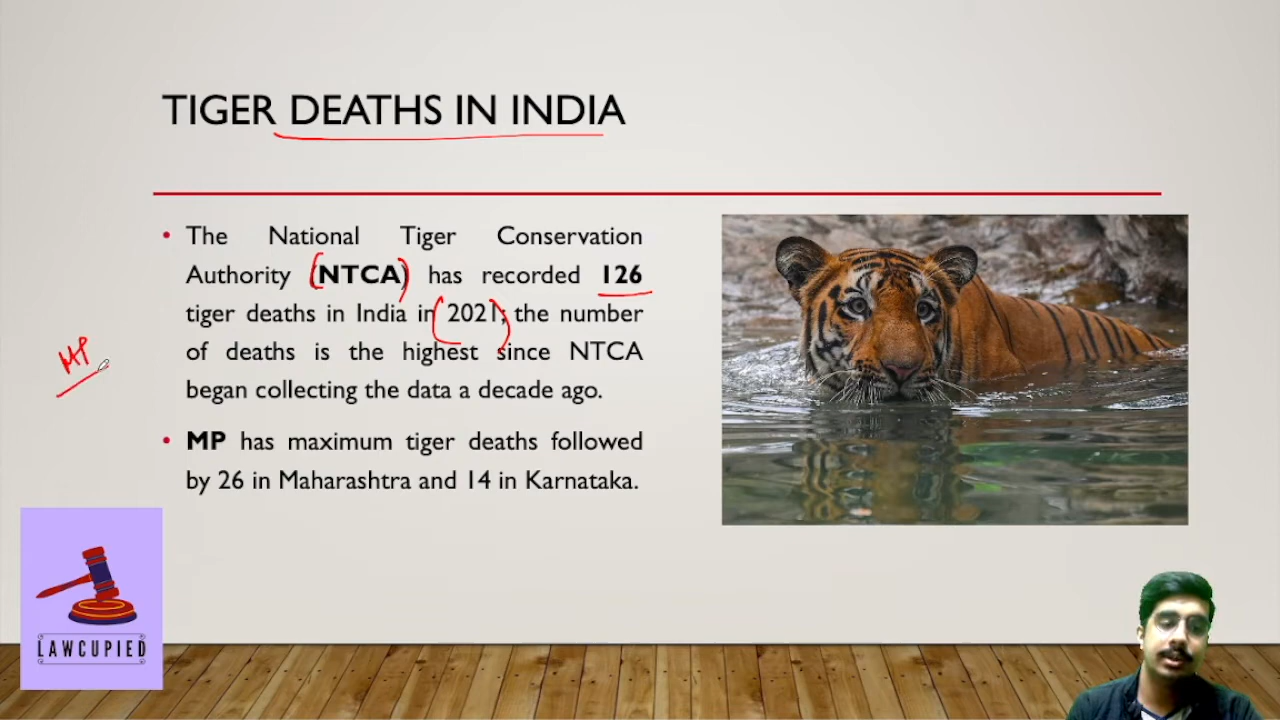 TIGER DEATHS IN INDIA
• The National Tiger Conservation
Authority (NTCA) has recorded 126
tiger deaths in India in 2021; the number
of deaths is the highest since NTCA
began collecting the data a decade ago.
MP
• MP has maximum tiger deaths followed
by 26 in Maharashtra and 14 in Karnataka.
LAWCUPIED